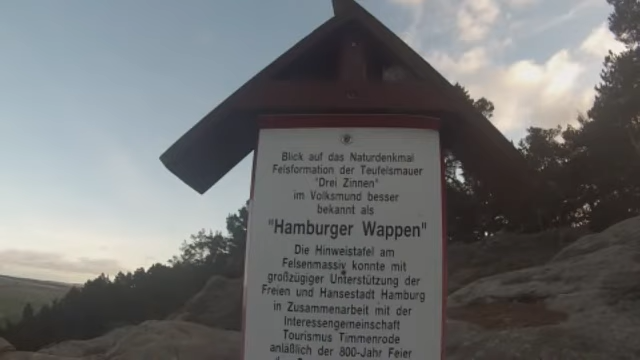 Blick auf das Naturdenkmal
Felsformation der Teufelsmauer
"Drei Zinnen"
im Volksmund besser
bekannt als
"Hamburger Wappen"
Die Hinweistafel am
Felsenmassiv konnte mit
großzügiger Unterstützung der
Freien und Hansestadt Hamburg
in Zusammenarbeit mit der
Interessengemeinschaft
Tourismus Timmenrode
anläßlich der 800-Jahr Feier